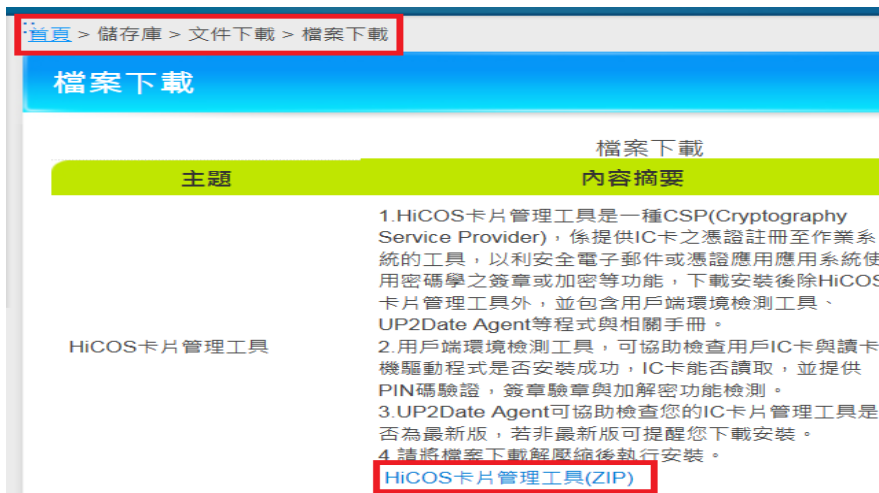 首頁 > 儲存庫 > 文件下載 > 檔案下載
檔案下載
檔案下載
主題
內容摘要
HiCOS卡片管理工具
1.HiCOS卡片管理工具是一種CSP(Cryptography
Service Provider)，係提供IC卡之憑證註冊至作業系
統的工具，以利安全電子郵件或憑證應用應用系統使
用密碼學之簽章或加密等功能，下載安裝後除HiCOS
卡片管理工具外，並包含用戶端環境檢測工具、
UP2Date Agent等程式與相關手冊。
2.用戶端環境檢測工具，可協助檢查用戶IC卡與讀卡
機驅動程式是否安裝成功，IC卡能否讀取，並提供
PIN碼驗證，簽章驗章與加解密功能檢測。
3.UP2Date Agent可協助檢查您的IC卡片管理工具是
否為最新版，若非最新版可提醒您下載安裝。
4.請將檔案下載解壓縮後執行安裝。
HiCOS卡片管理工具(ZIP)